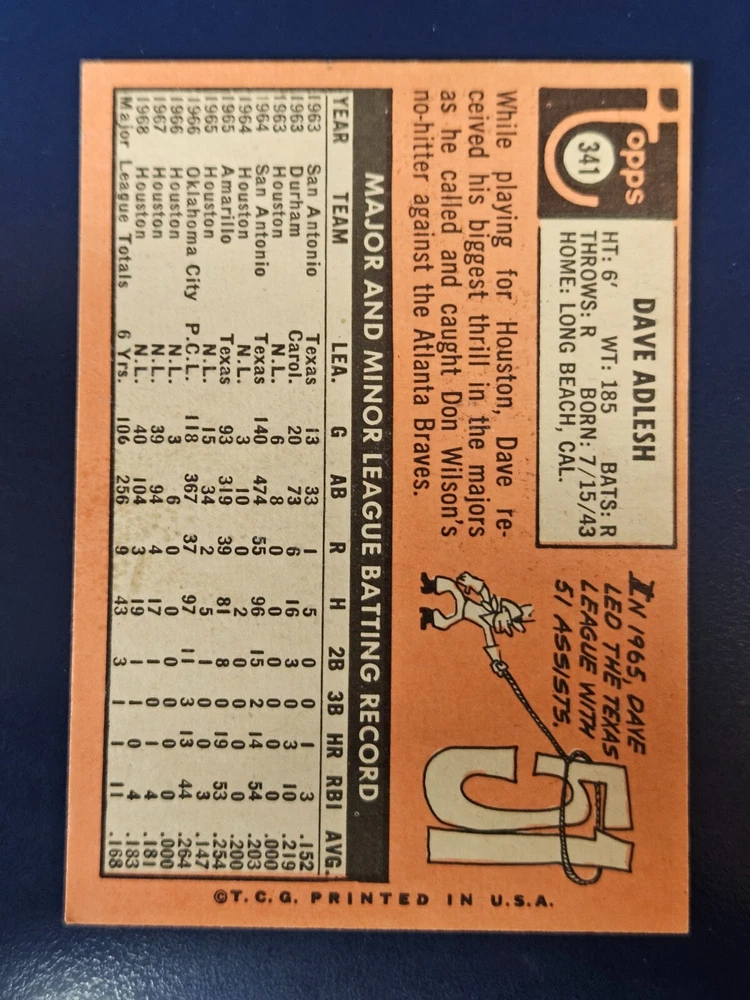 Topps
341
DAVE ADLESH
HT: 6' WT: 185 BATS: R
THROWS: R BORN: 7/15/43
HOME: LONG BEACH, CAL.
While playing for Houston, Dave re-
ceived his biggest thrill in the majors
as he called and caught Don Wilson's
no-hitter against the Atlanta Braves.
IN 1965, DAVE
LED THE TEXAS
LEAGUE WITH
51 ASSISTS.
51
MAJOR AND MINOR LEAGUE BATTING RECORD
YEAR TEAM LEA. G AB R H 2B 3B HR RBI AVG.
1963 San Antonio Texas 13 33 1 5 0 0 1 3 .152
1963 Durham Carol. 20 73 6 16 3 0 3 10 .219
1963 Houston N.L. 6 8 0 0 0 0 0 0 .000
1964 San Antonio Texas 140 474 55 96 15 2 14 54 .203
1964 Houston N.L. 3 10 0 2 0 0 0 0 .200
1965 Amarillo Texas 93 319 39 81 8 0 19 53 .254
1965 Houston N.L. 15 34 2 5 1 0 0 3 .147
1966 Oklahoma City P.C.L. 118 367 37 97 11 3 13 44 .264
1966 Houston N.L. 3 6 0 0 0 0 0 0 .000
1967 Houston N.L. 39 94 4 17 1 0 1 4 .181
1968 Houston N.L. 40 104 3 19 1 1 0 4 .183
Major League Totals 6 Yrs. 106 256 9 43 3 1 1 11 .168
©T.C.G. PRINTED IN U.S.A.